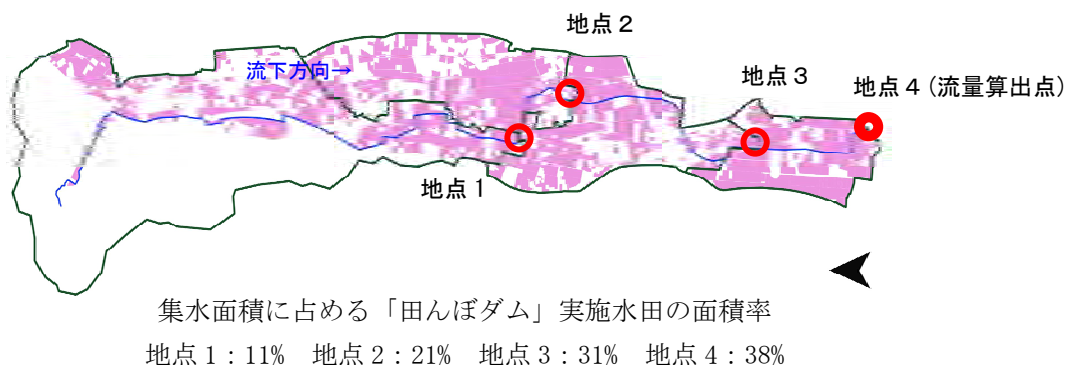 地点２
流下方向→
地点３
地点４(流量算出点)
地点１
集水面積に占める「田んぼダム」実施水田の面積率
地点１：11%　地点２：21%　地点３：31%　地点４：38%